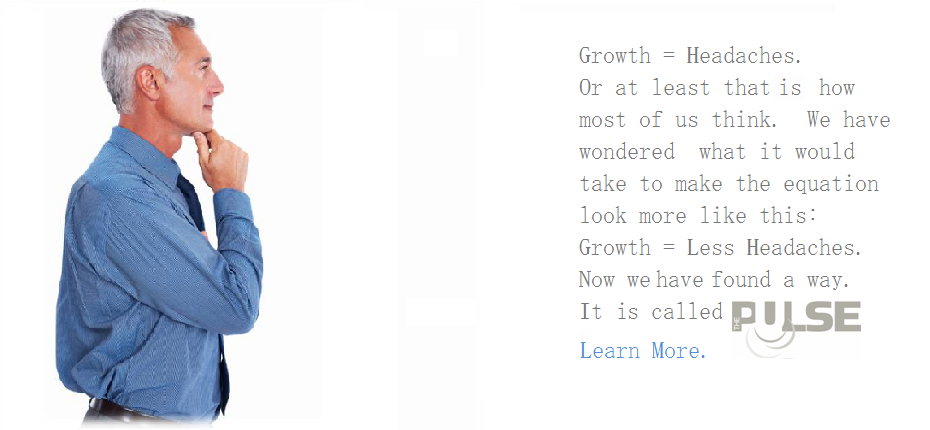 Growth = Headaches.
Or at least that is how
most of us think. We have
wondered what it would
take to make the equation
look more like this:
Growth = Less Headaches.
Now we have found a way.
It is called THE PULSE
Learn More.